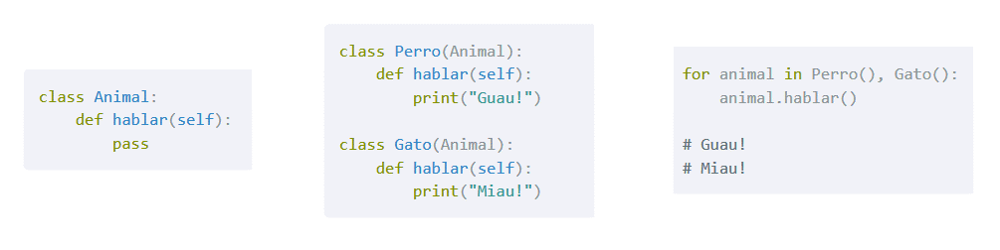 class Animal:
    def hablar(self):
        pass
class Perro(Animal):
    def hablar(self):
        print("Guau!")
class Gato(Animal):
    def hablar(self):
        print("Miau!")
for animal in Perro(), Gato():
    animal.hablar()
# Guau!
# Miau!